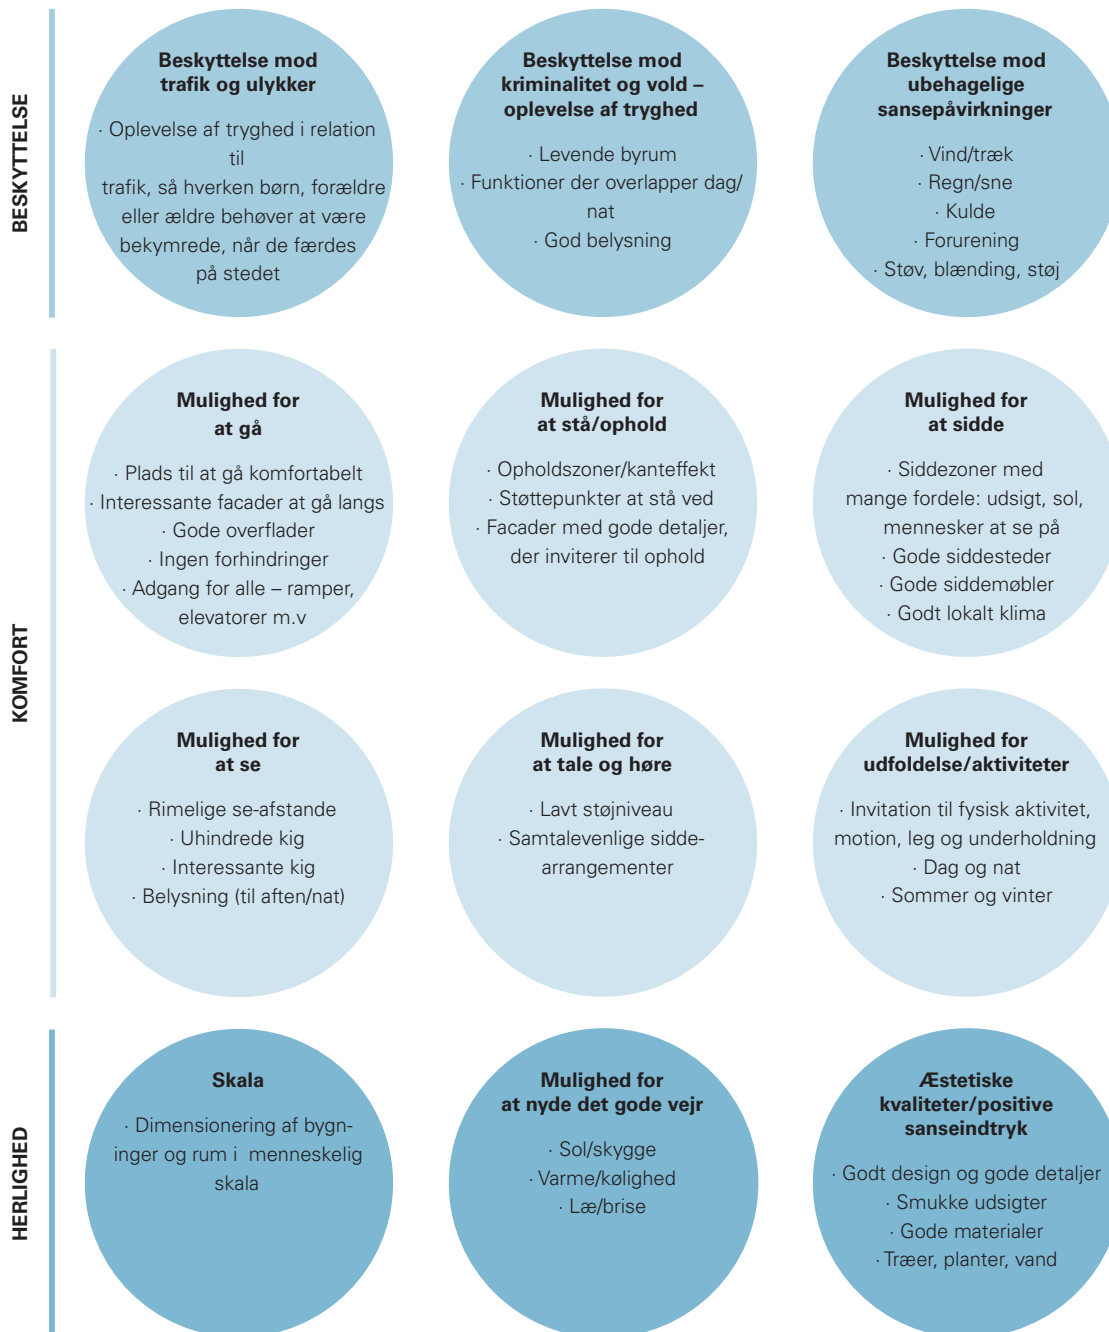 BESKYTTELSE
Beskyttelse mod
trafik og ulykker
· Oplevelse af tryghed i relation
til
trafik, så hverken børn, forældre
eller ældre behøver at være
bekymrede, når de færdes
på stedet
Beskyttelse mod
kriminalitet og vold –
oplevelse af tryghed
· Levende byrum
· Funktioner der overlapper dag/
nat
· God belysning
Beskyttelse mod
ubehagelige
sansepåvirkninger
· Vind/træk
· Regn/sne
· Kulde
· Forurening
· Støv, blænding, støj
KOMFORT
Mulighed for
at gå
· Plads til at gå komfortabelt
· Interessante facader at gå langs
· Gode overflader
· Ingen forhindringer
· Adgang for alle – ramper,
elevatorer m.v
Mulighed for
at stå/ophold
· Opholdszoner/kanteffekt
· Støttepunkter at stå ved
· Facader med gode detaljer,
der inviterer til ophold
Mulighed for
at sidde
· Siddezoner med
mange fordele: udsigt, sol,
mennesker at se på
· Gode siddesteder
· Gode siddemøbler
· Godt lokalt klima
Mulighed for
at se
· Rimelige se-afstande
· Uhindrede kig
· Interessante kig
· Belysning (til aften/nat)
Mulighed for
at tale og høre
· Lavt støjniveau
· Samtalevenlige sidde-
arrangementer
Mulighed for
udfoldelse/aktiviteter
· Invitation til fysisk aktivitet,
motion, leg og underholdning
· Dag og nat
· Sommer og vinter
HERLIGHED
Skala
· Dimensionering af bygn-
inger og rum i menneskelig
skala
Mulighed for
at nyde det gode vejr
· Sol/skygge
· Varme/kølighed
· Læ/brise
Æstetiske
kvaliteter/positive
sanseindtryk
· Godt design og gode detaljer
· Smukke udsigter
· Gode materialer
· Træer, planter, vand